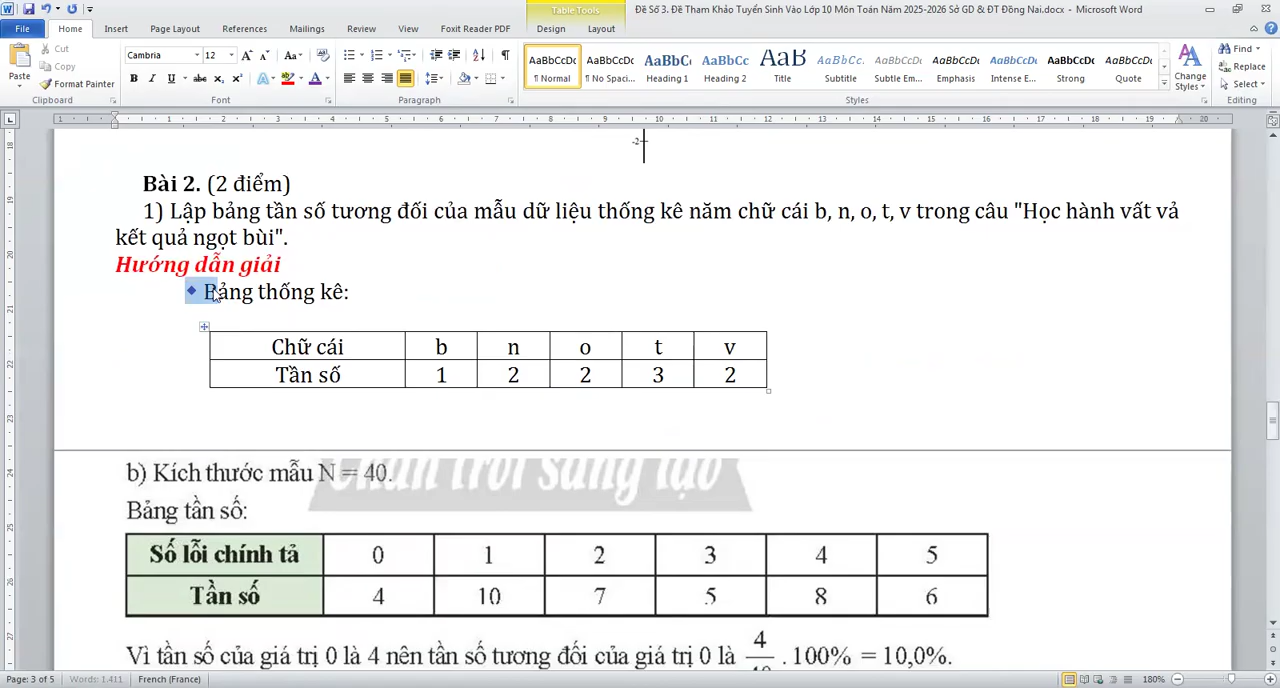 Table Tools
Đề Số 3. Đề Tham Khảo Tuyển Sinh Vào Lớp 10 Môn Toán Năm 2025-2026 Sở GD & ĐT Đồng Nai.docx - Microsoft Word
File Home Insert Page Layout References Mailings Review View Foxit Reader PDF Design Layout
Paste
Cut
Copy
Format Painter
Clipboard
Cambria 12
Font
Paragraph
AaBbCcDc AaBbCcDc AaBbC AaBbCc AaB AaBbCc. AaBbCcDc AaBbCcDc AaBbCcDc AaBbCcDc AaBbCcDc
¶ Normal ¶ No Spaci... Heading 1 Heading 2 Title Subtitle Subtle Em... Emphasis Intense E... Strong Quote
Change Styles
Styles
Find
Replace
Select
Editing
-2
Bài 2. (2 điểm)
1) Lập bảng tần số tương đối của mẫu dữ liệu thống kê năm chữ cái b, n, o, t, v trong câu "Học hành vất vả
kết quả ngọt bùi".
Hướng dẫn giải
Bảng thống kê:
Chữ cái b n o t v
Tần số 1 2 2 3 2
Chân trời sáng tạo
b) Kích thước mẫu N = 40.
Bảng tần số:
Số lỗi chính tả 0 1 2 3 4 5
Tần số 4 10 7 5 8 6
Vì tần số của giá trị 0 là 4 nên tần số tương đối của giá trị 0 là 4/40 . 100% = 10,0%.
Page: 3 of 5 Words: 1.411 French (France) 180%